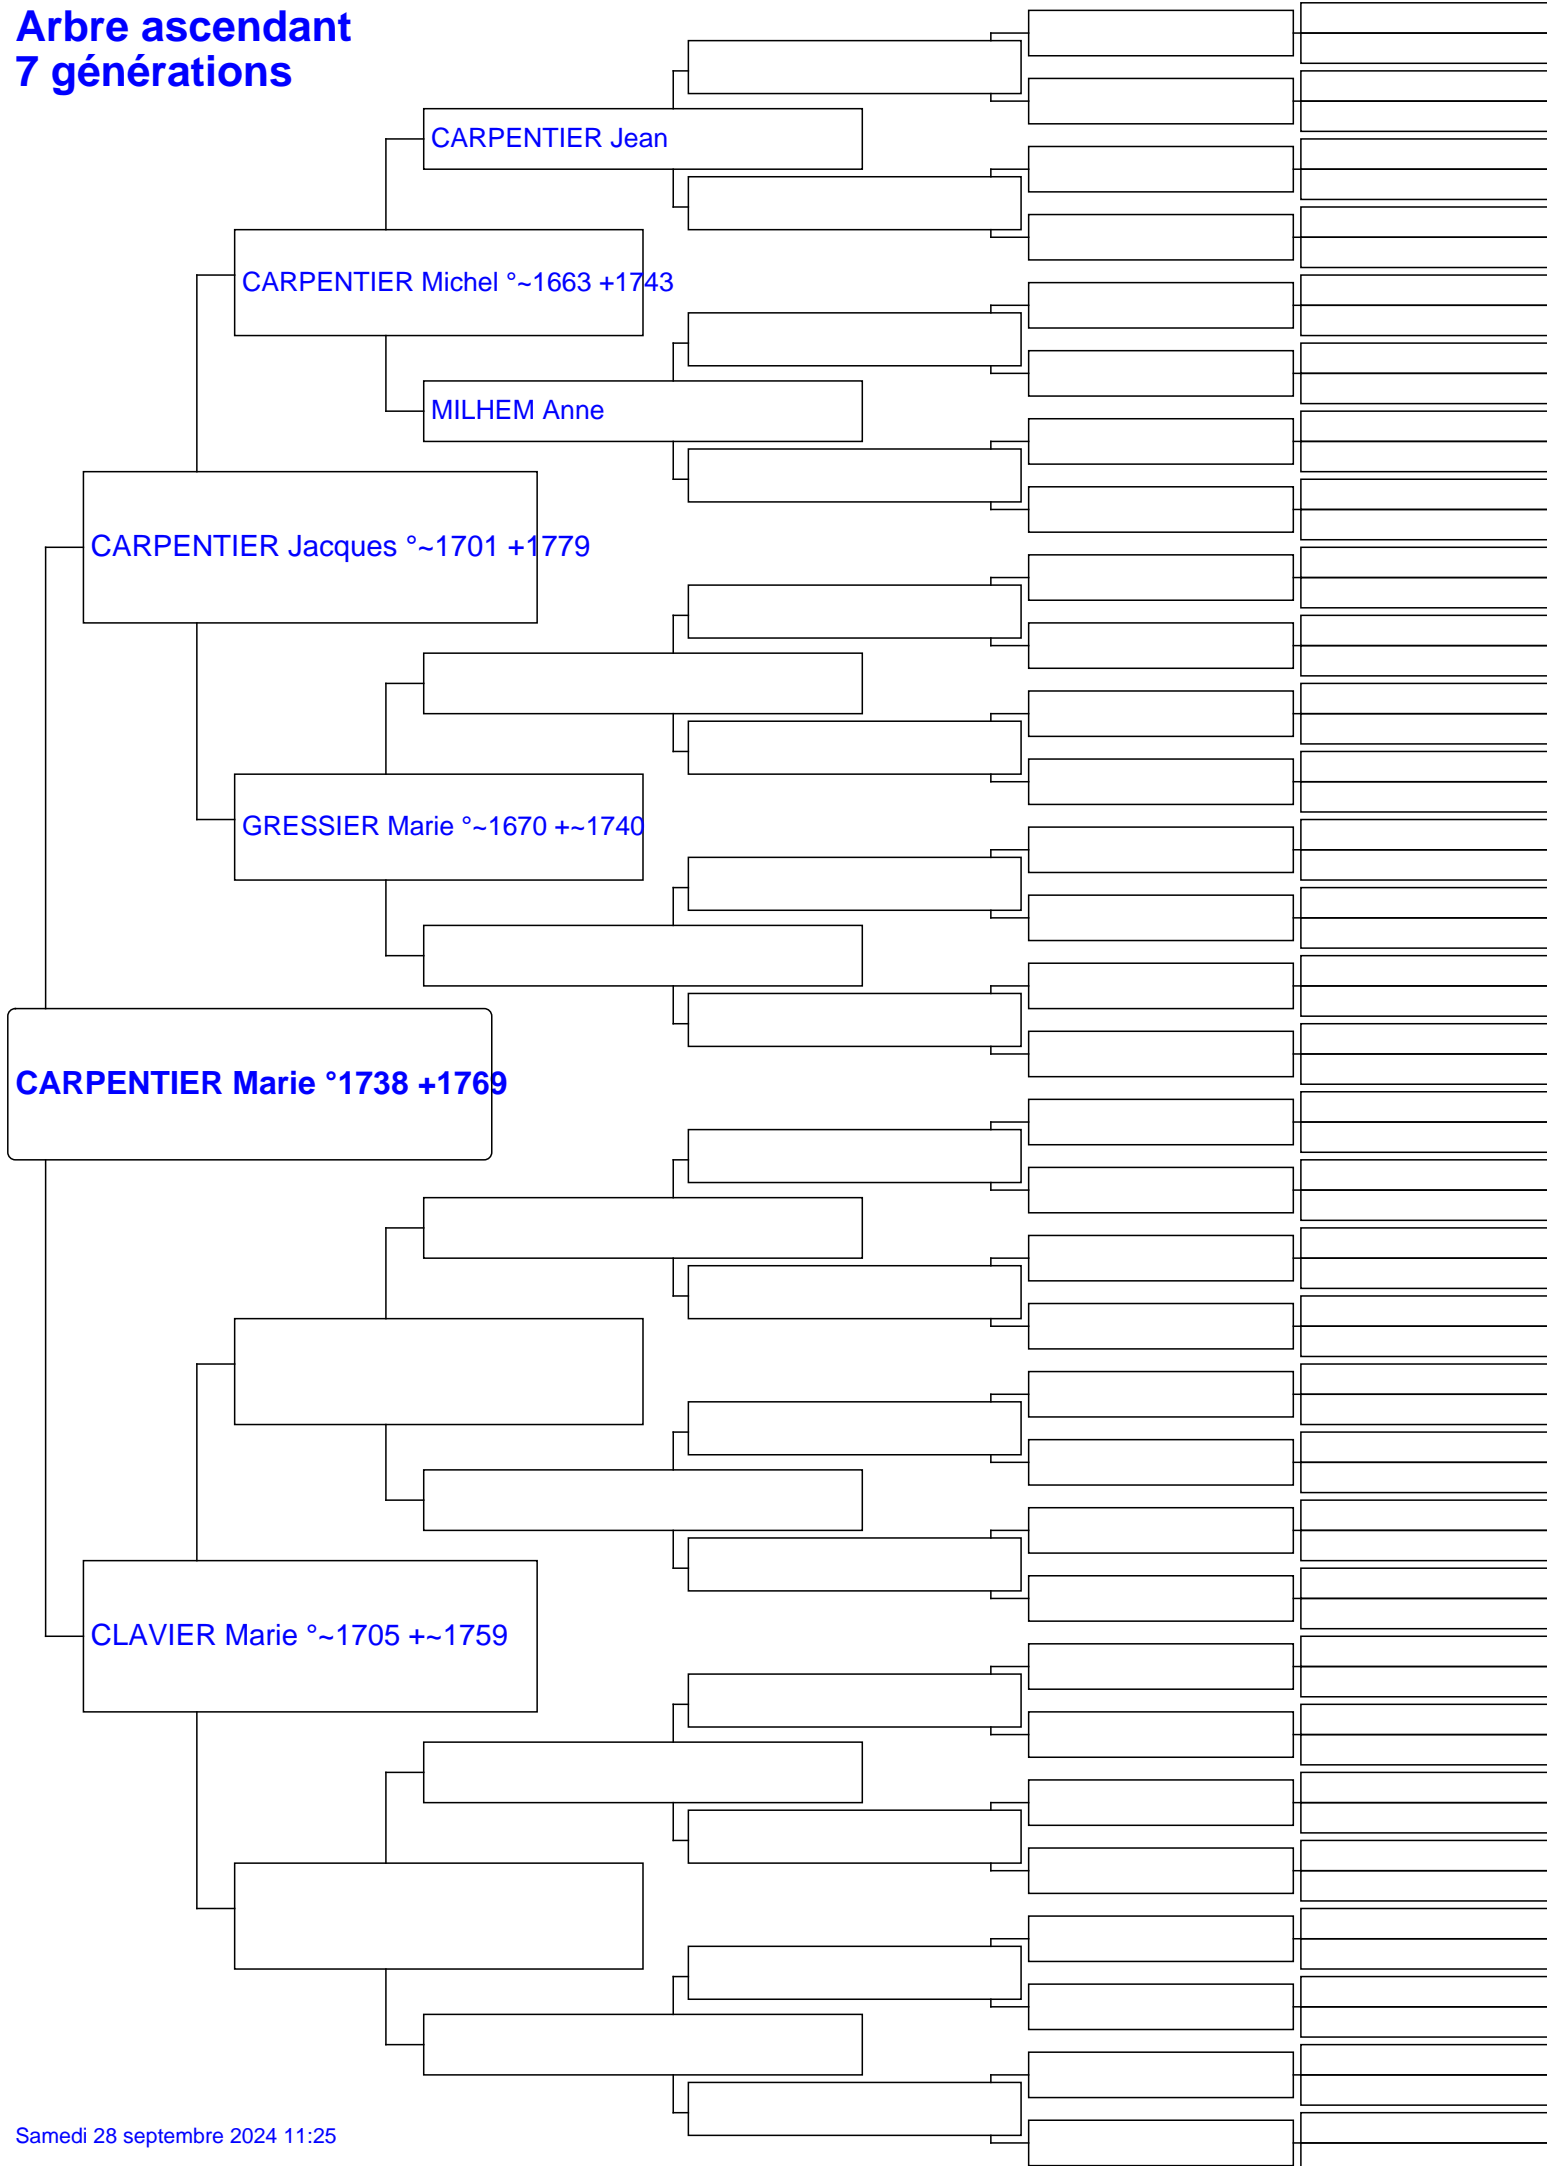 Arbre ascendant
7 générations
CARPENTIER Jean
CARPENTIER Michel °~1663 +1743
MILHEM Anne
CARPENTIER Jacques °~1701 +1779
GRESSIER Marie °~1670 +~1740
CARPENTIER Marie °1738 +1769
CLAVIER Marie °~1705 +~1759
Samedi 28 septembre 2024 11:25